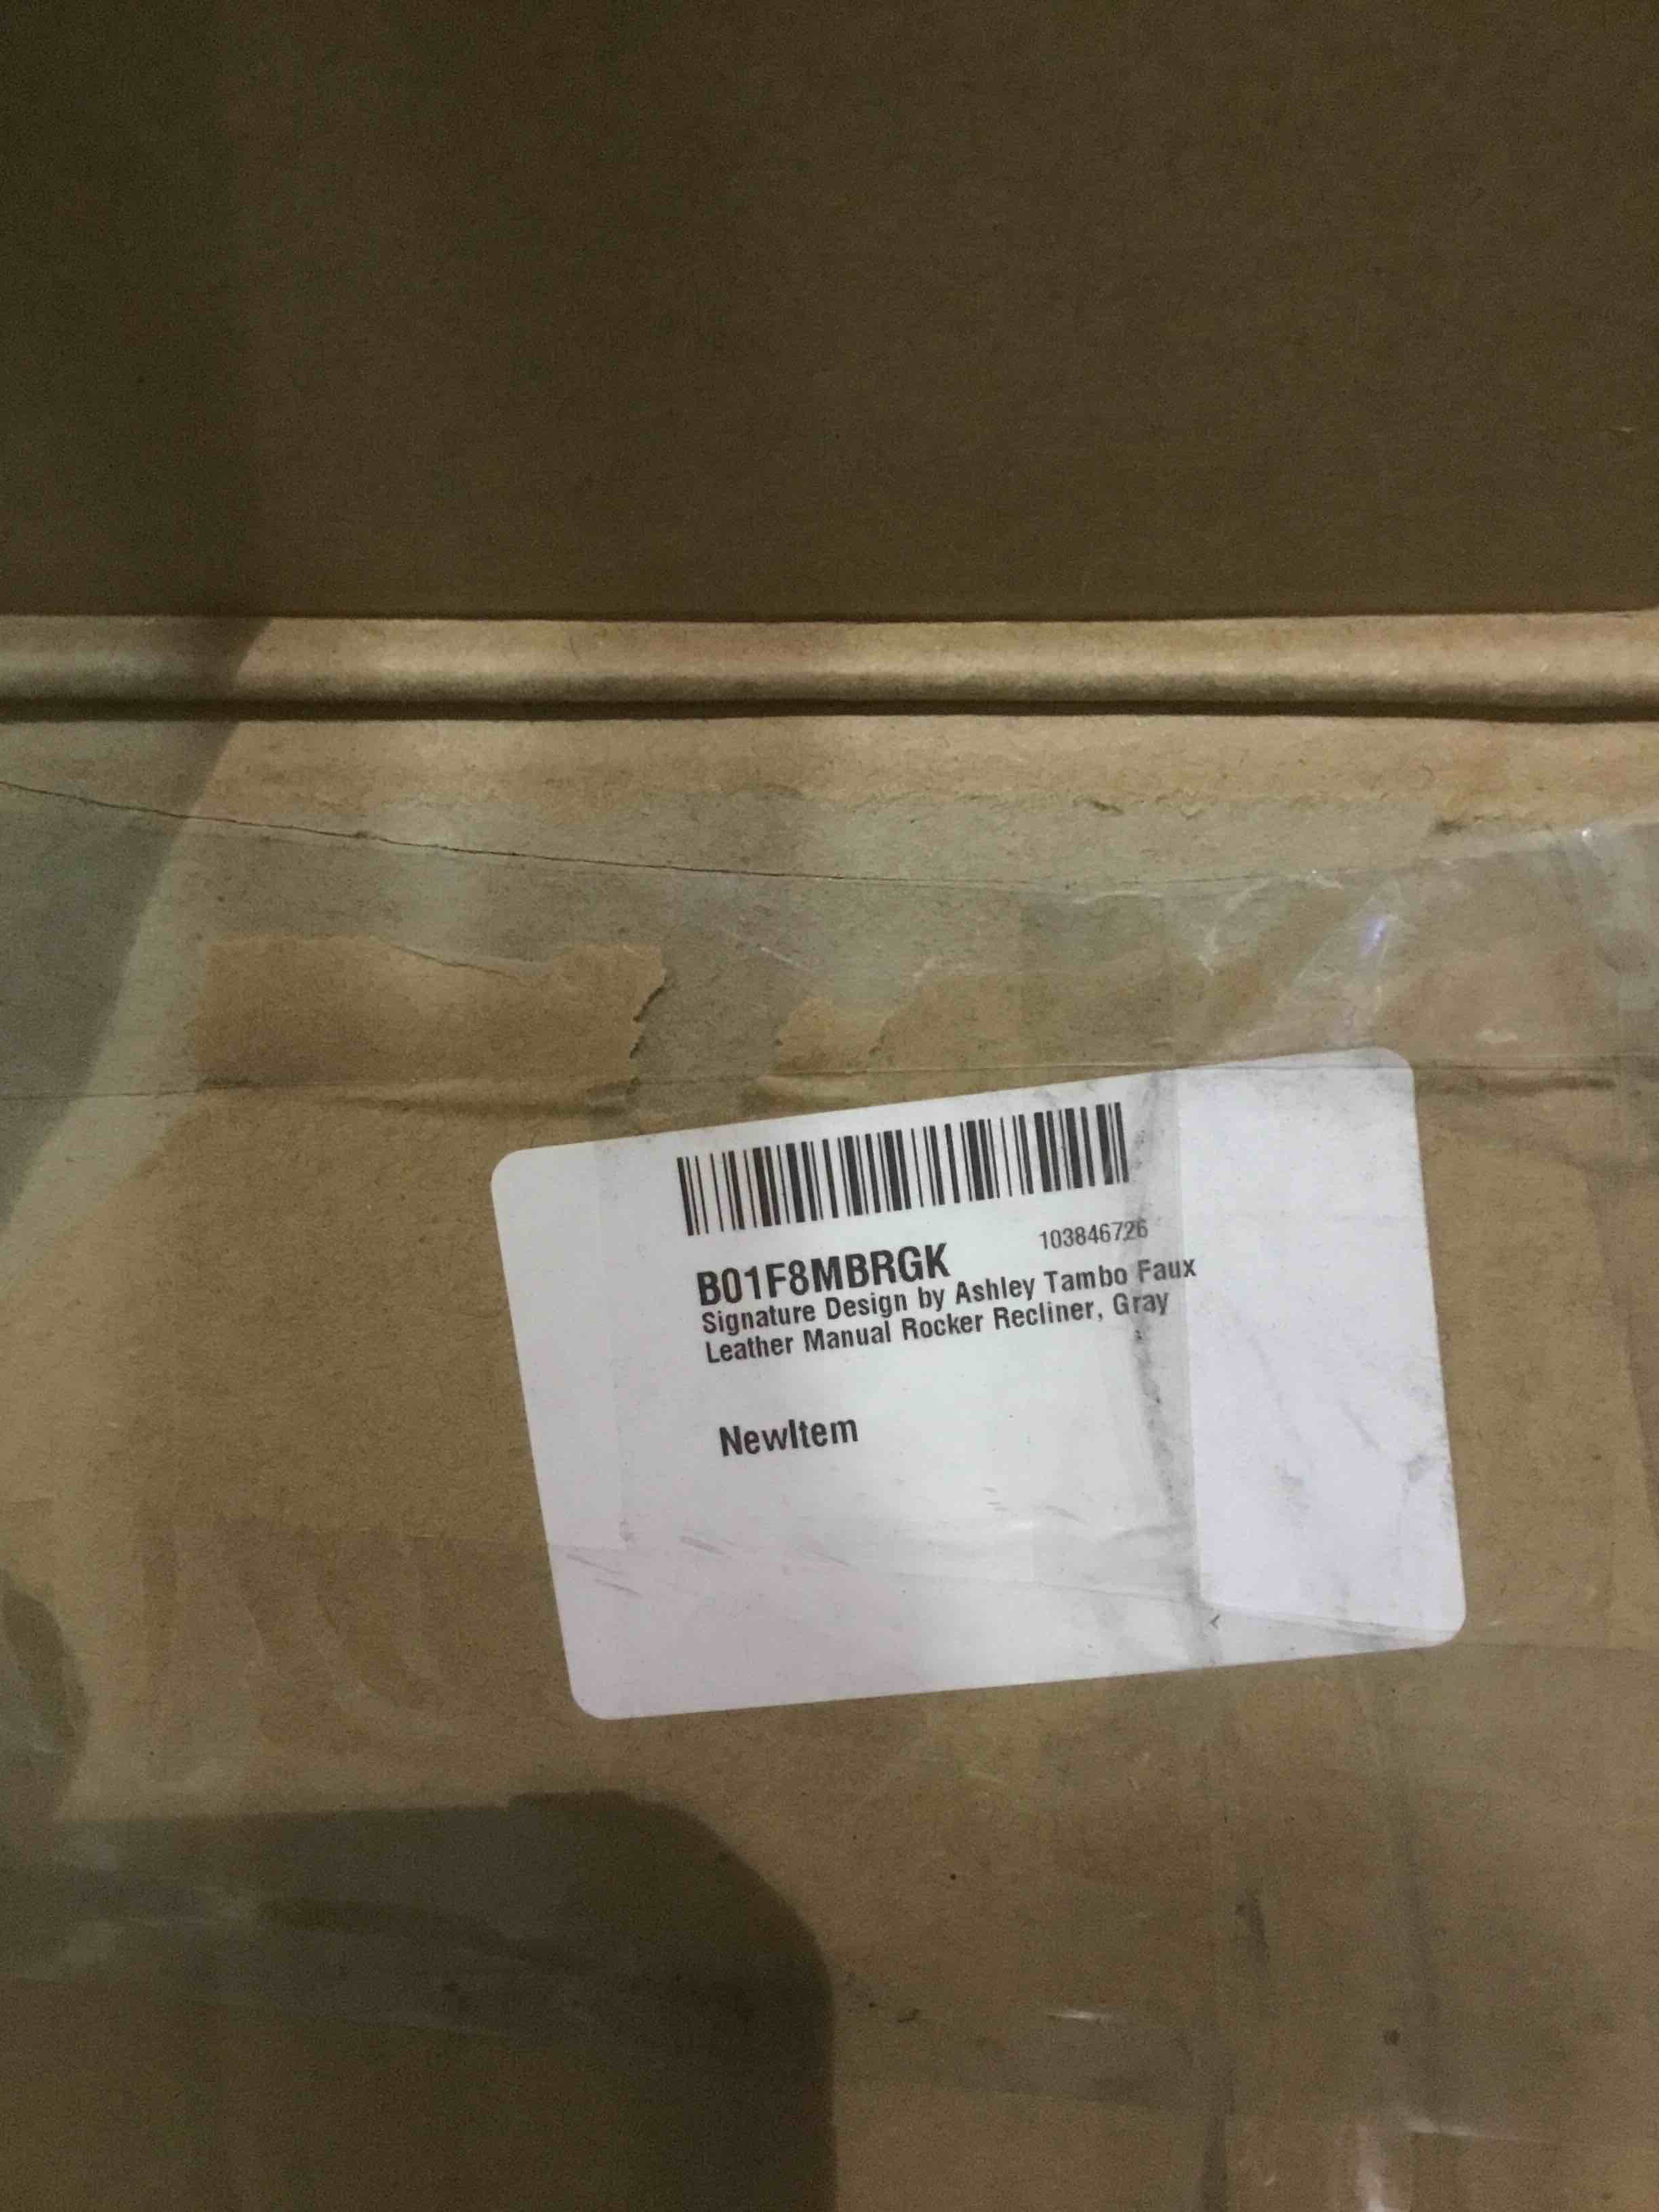 B01F8MBRGK 103846726
Signature Design by Ashley Tambo Faux
Leather Manual Rocker Recliner, Gray
NewItem